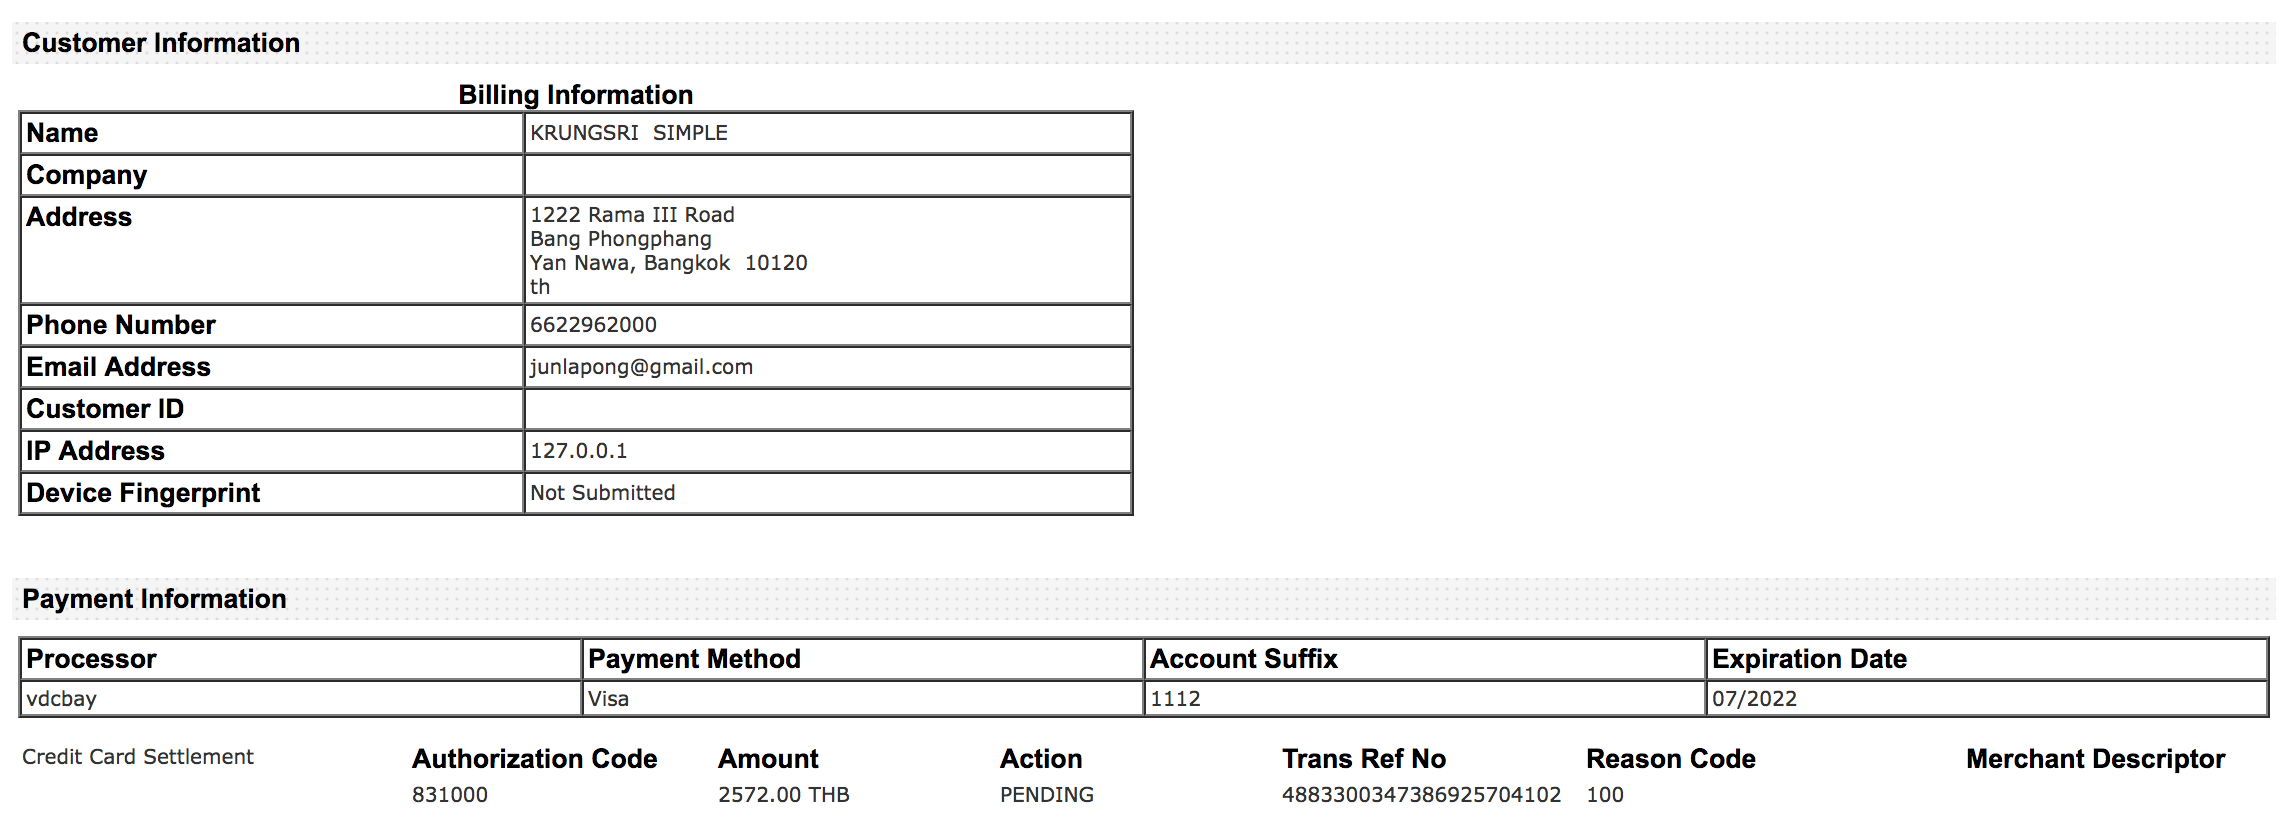 Customer Information
Billing Information
Name KRUNGSRI  SIMPLE
Company
Address 1222 Rama III Road
Bang Phongphang
Yan Nawa, Bangkok  10120
th
Phone Number 6622962000
Email Address junlapong@gmail.com
Customer ID
IP Address 127.0.0.1
Device Fingerprint Not Submitted
Payment Information
Processor Payment Method Account Suffix Expiration Date
vdcbay Visa 1112 07/2022
Credit Card Settlement Authorization Code Amount Action Trans Ref No Reason Code Merchant Descriptor
831000 2572.00 THB PENDING 4883300347386925704102 100